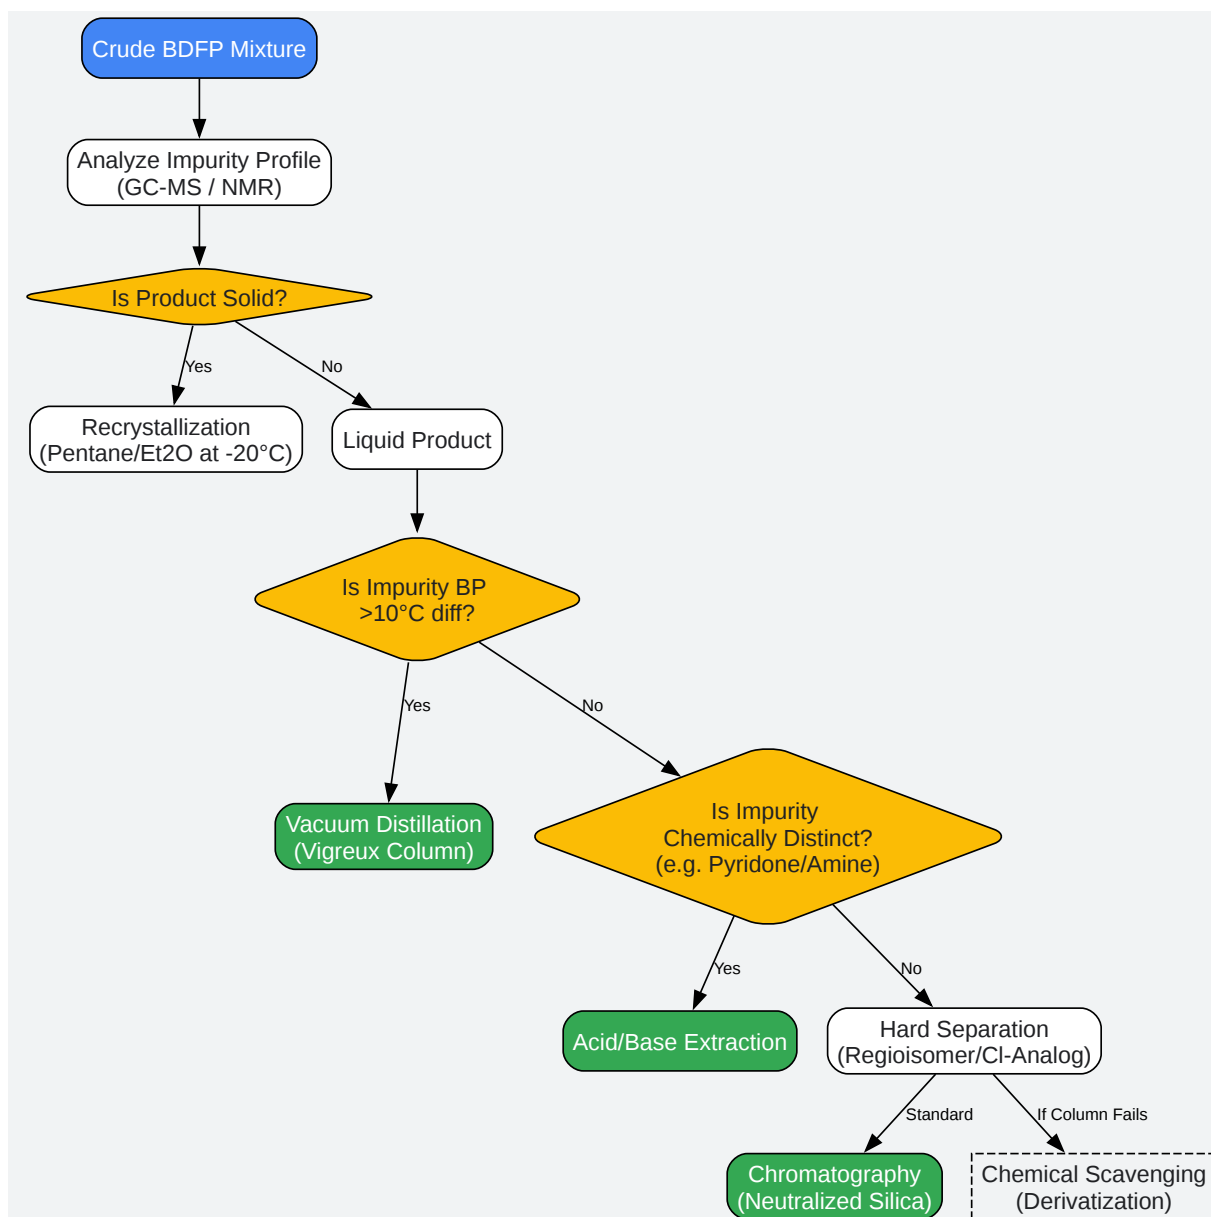 Crude BDFP Mixture
Analyze Impurity Profile
(GC-MS / NMR)
Is Product Solid?
Yes
No
Recrystallization
(Pentane/Et2O at -20°C)
Liquid Product
Is Impurity BP
>10°C diff?
Yes
No
Vacuum Distillation
(Vigreux Column)
Is Impurity
Chemically Distinct?
(e.g. Pyridone/Amine)
Yes
No
Acid/Base Extraction
Hard Separation
(Regioisomer/Cl-Analog)
Standard
If Column Fails
Chromatography
(Neutralized Silica)
Chemical Scavenging
(Derivatization)